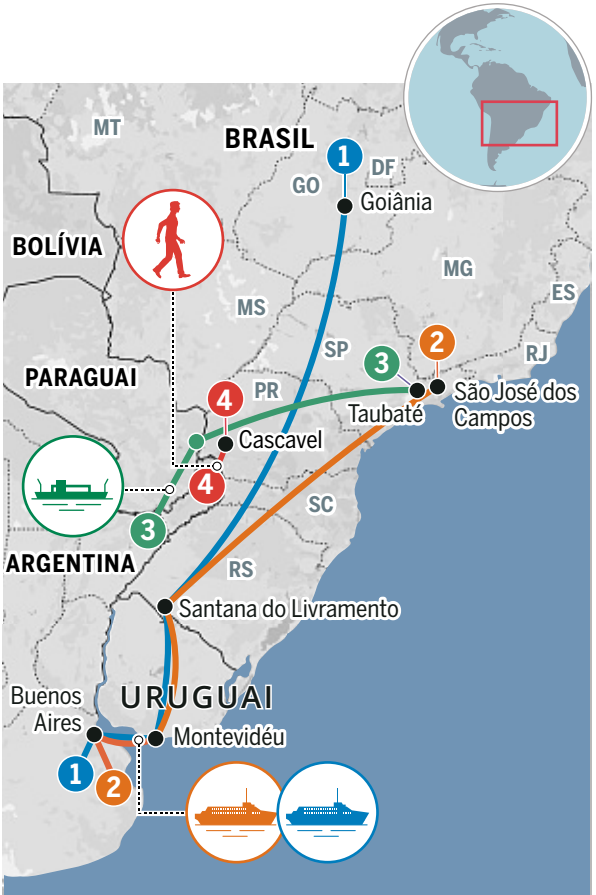 MT
BRASIL
1
DF
GO
Goiânia
BOLÍVIA
MG
MS
ES
SP
RJ
3
2
PARAGUAI
PR
4
São José dos
Campos
Taubaté
Cascavel
4
SC
3
ARGENTINA
RS
Santana do Livramento
Buenos
Aires
URUGUAI
Montevidéu
1
2